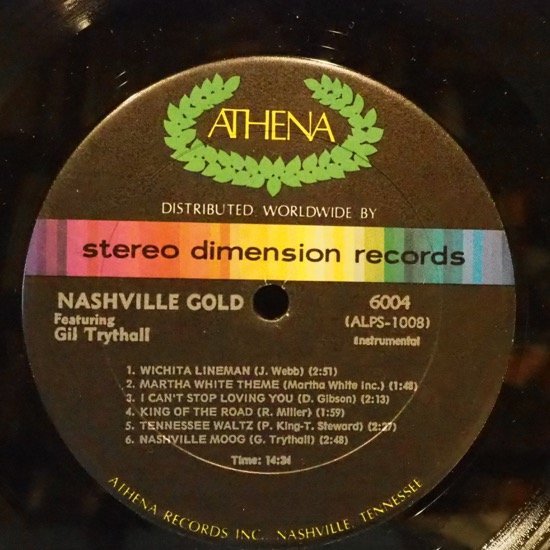 ATHENA
DISTRIBUTED WORLDWIDE BY
stereo dimension records
NASHVILLE GOLD
Featuring
Gil Trythall
6004
(ALPS-1008)
Instrumental
1. WICHITA LINEMAN (J. Webb) (2:51)
2. MARTHA WHITE THEME (Martha White Inc.) (1:48)
3. I CAN'T STOP LOVING YOU (D. Gibson) (2:13)
4. KING OF THE ROAD (R. Miller) (1:59)
5. TENNESSEE WALTZ (P. King-T. Steward) (2:27)
6. NASHVILLE MOOG (G. Trythall) (2:48)
Time: 14:34
ATHENA RECORDS INC., NASHVILLE, TENNESSEE